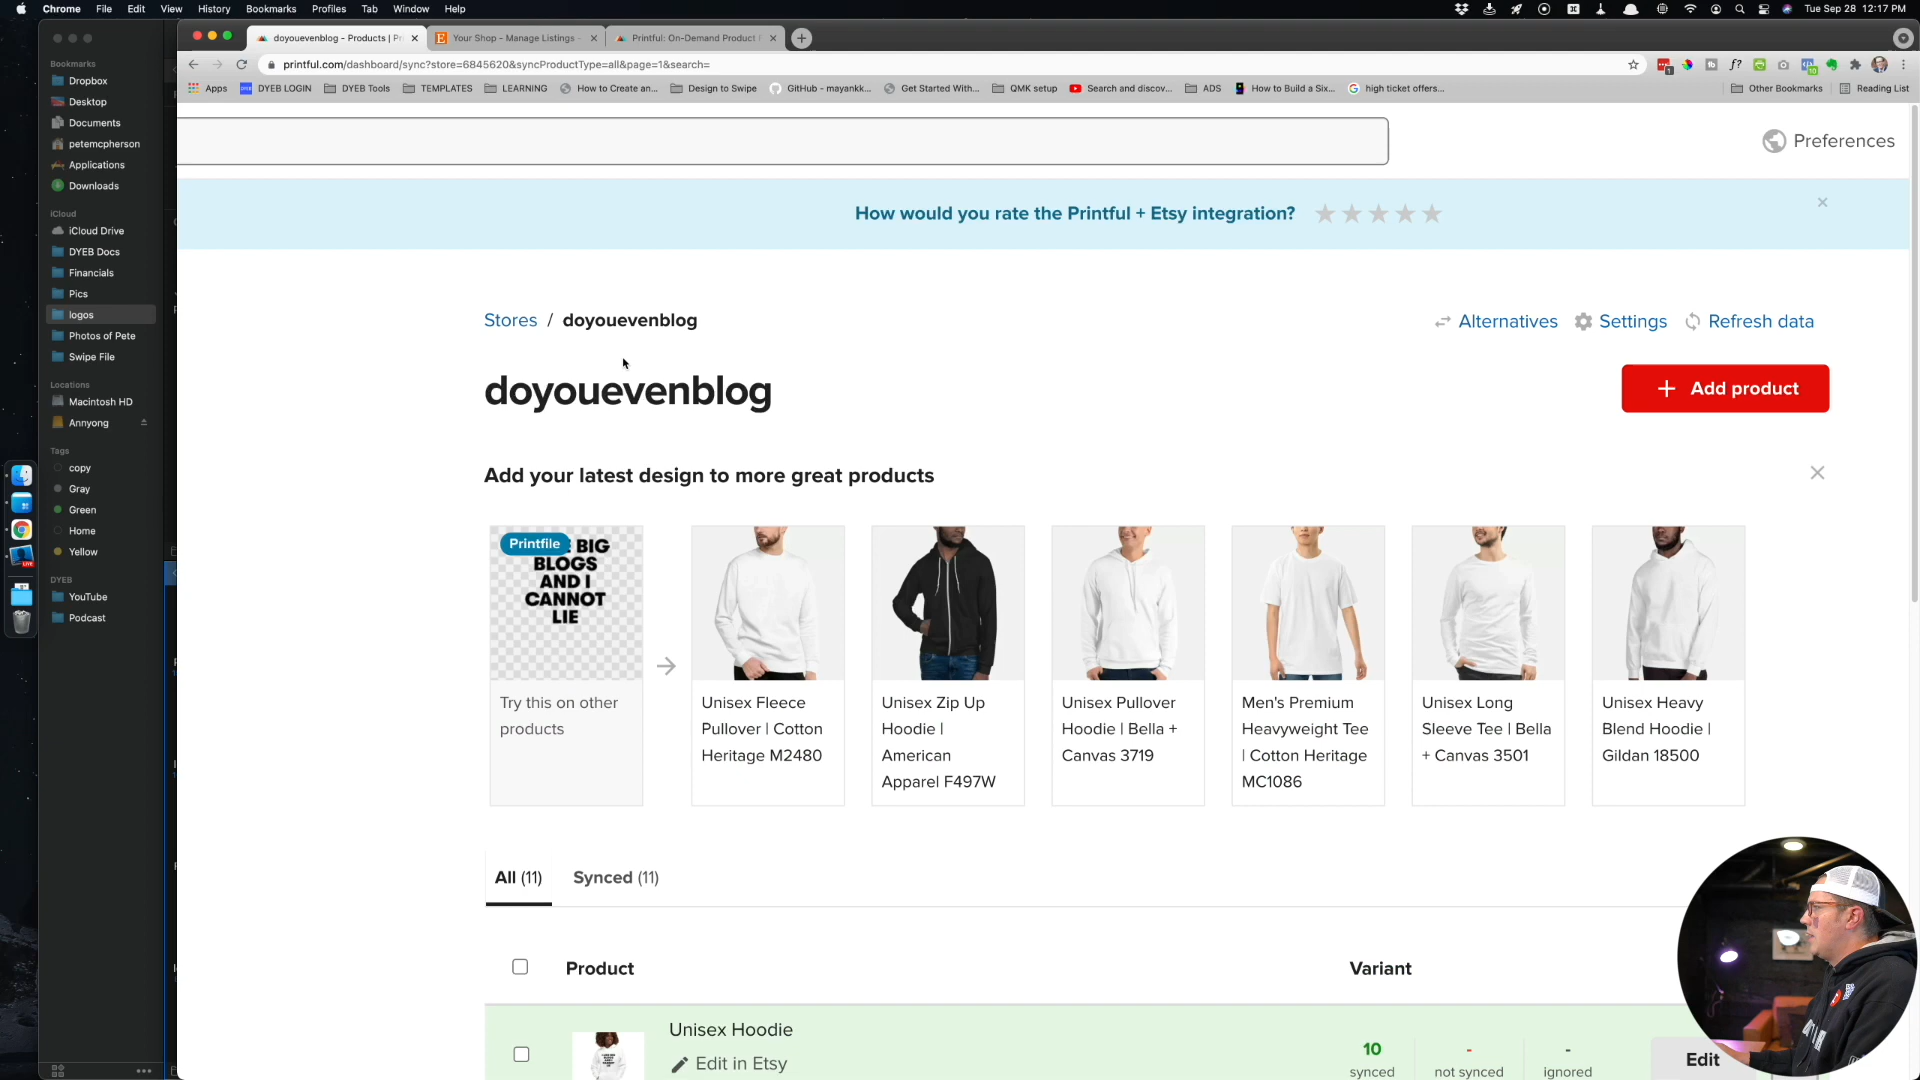 Chrome File Edit View History Bookmarks Profiles Tab Window Help
Tue Sep 28 12:17 PM
doyouevenblog - Products | Pri
Your Shop - Manage Listings -
Printful: On-Demand Product F
printful.com/dashboard/sync?store=6845620&syncProductType=all&page=1&search=
Apps
DYEB LOGIN
DYEB Tools
TEMPLATES
LEARNING
How to Create an...
Design to Swipe
GitHub - mayankk...
Get Started With...
QMK setup
Search and discov...
ADS
How to Build a Six...
high ticket offers...
Other Bookmarks
Reading List
Bookmarks
Dropbox
Desktop
Documents
petemcpherson
Applications
Downloads
iCloud
iCloud Drive
DYEB Docs
Financials
Pics
logos
Photos of Pete
Swipe File
Locations
Macintosh HD
Annyong
Tags
copy
Gray
Green
Home
Yellow
DYEB
YouTube
Podcast
Preferences
How would you rate the Printful + Etsy integration?
Stores / doyouevenblog
Alternatives
Settings
Refresh data
doyouevenblog
+ Add product
Add your latest design to more great products
Printfile
BIG
BLOGS
AND I
CANNOT
LIE
Try this on other
products
Unisex Fleece
Pullover | Cotton
Heritage M2480
Unisex Zip Up
Hoodie |
American
Apparel F497W
Unisex Pullover
Hoodie | Bella +
Canvas 3719
Men's Premium
Heavyweight Tee
| Cotton Heritage
MC1086
Unisex Long
Sleeve Tee | Bella
+ Canvas 3501
Unisex Heavy
Blend Hoodie |
Gildan 18500
All (11)
Synced (11)
Product
Variant
Unisex Hoodie
Edit in Etsy
10
synced
-
not synced
-
ignored
Edit